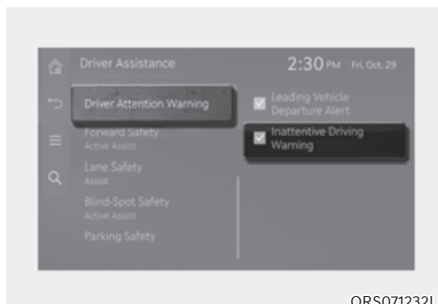 Driver Assistance
2:30 PM Fri, Oct. 29
Driver Attention Warning
Forward Safety
Active Assist
Lane Safety
Assist
Blind-Spot Safety
Active Assist
Parking Safety
Leading Vehicle
Departure Alert
Inattentive Driving
Warning
ORS071232L